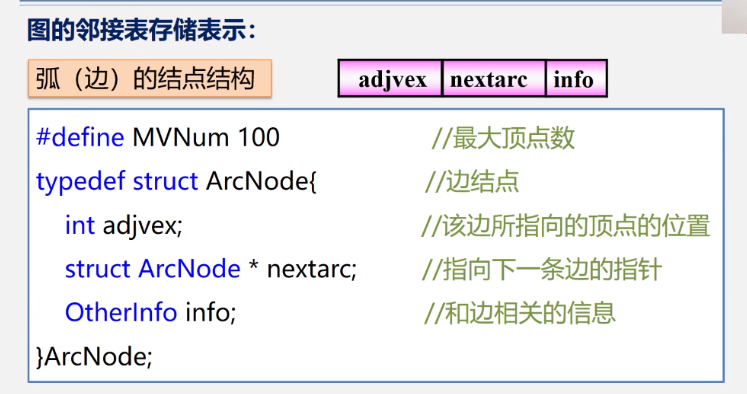 图的邻接表存储表示：
弧（边）的结点结构
adjvex nextarc info
#define MVNum 100 //最大顶点数
typedef struct ArcNode{ //边结点
int adjvex; //该边所指向的顶点的位置
struct ArcNode * nextarc; //指向下一条边的指针
OtherInfo info; //和边相关的信息
}ArcNode;